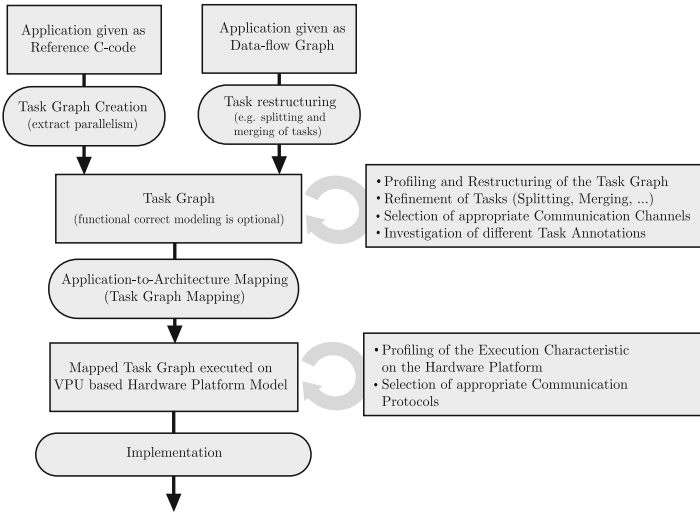 Application given as
Reference C-code
Application given as
Data-flow Graph
Task Graph Creation
(extract parallelism)
Task restructuring
(e.g. splitting and
merging of tasks)
Task Graph
(functional correct modeling is optional)
• Profiling and Restructuring of the Task Graph
• Refinement of Tasks (Splitting, Merging, ...)
• Selection of appropriate Communication Channels
• Investigation of different Task Annotations
Application-to-Architecture Mapping
(Task Graph Mapping)
Mapped Task Graph executed on
VPU based Hardware Platform Model
• Profiling of the Execution Characteristic
on the Hardware Platform
• Selection of appropriate Communication
Protocols
Implementation